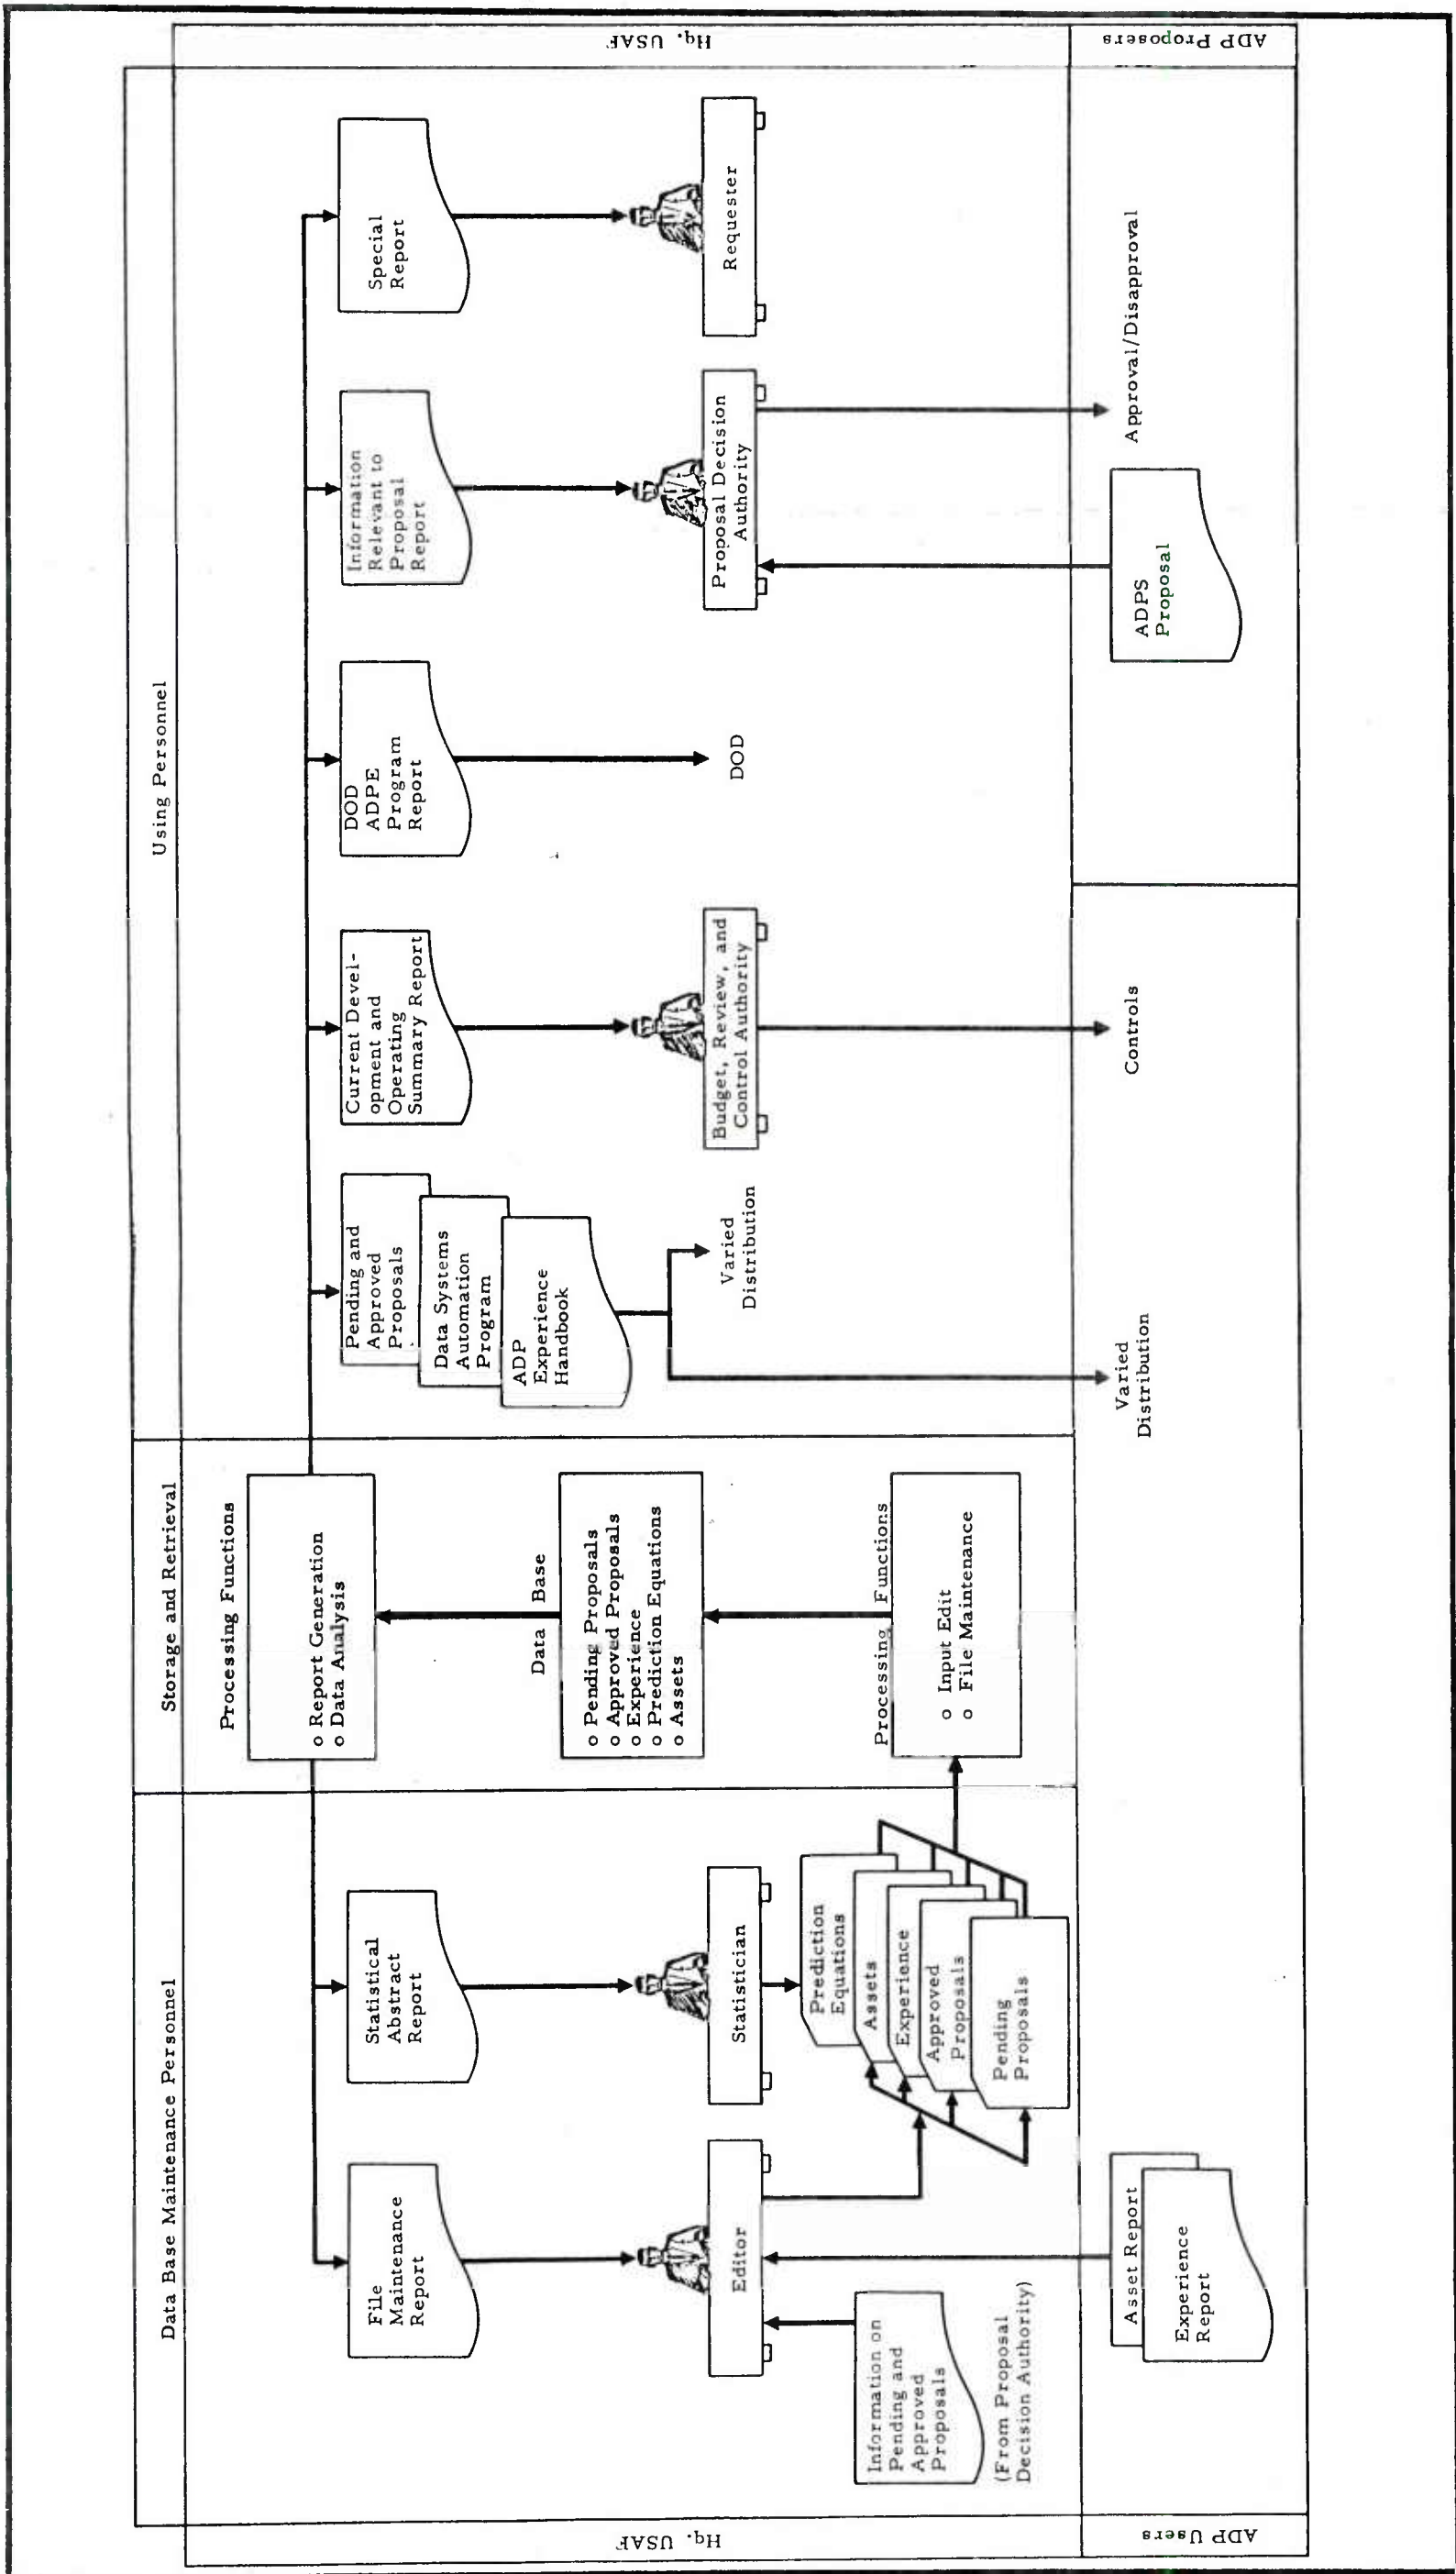 Data Base Maintenance Personnel
Storage and Retrieval
Using Personnel
Hq. USAF
File
Maintenance
Report
Statistical
Abstract
Report
Editor
Statistician
Information on
Pending and
Approved
Proposals
(From Proposal
Decision Authority)
Prediction
Equations
Assets
Experience
Approved
Proposals
Pending
Proposals
ADP Users
Asset Report
Experience
Report
Processing Functions
o Report Generation
o Data Analysis
Data Base
o Pending Proposals
o Approved Proposals
o Experience
o Prediction Equations
o Assets
Processing Functions
o Input Edit
o File Maintenance
Pending and
Approved
Proposals
Data Systems
Automation
Program
ADP
Experience
Handbook
Varied
Distribution
Varied
Distribution
Current Devel-
opment and
Operating
Summary Report
Budget, Review, and
Control Authority
Controls
DOD
ADPE
Program
Report
DOD
Information
Relevant to
Proposal
Report
Proposal Decision
Authority
ADPS
Proposal
Approval/Disapproval
Special
Report
Requester
Hq. USAF
ADP Proposers